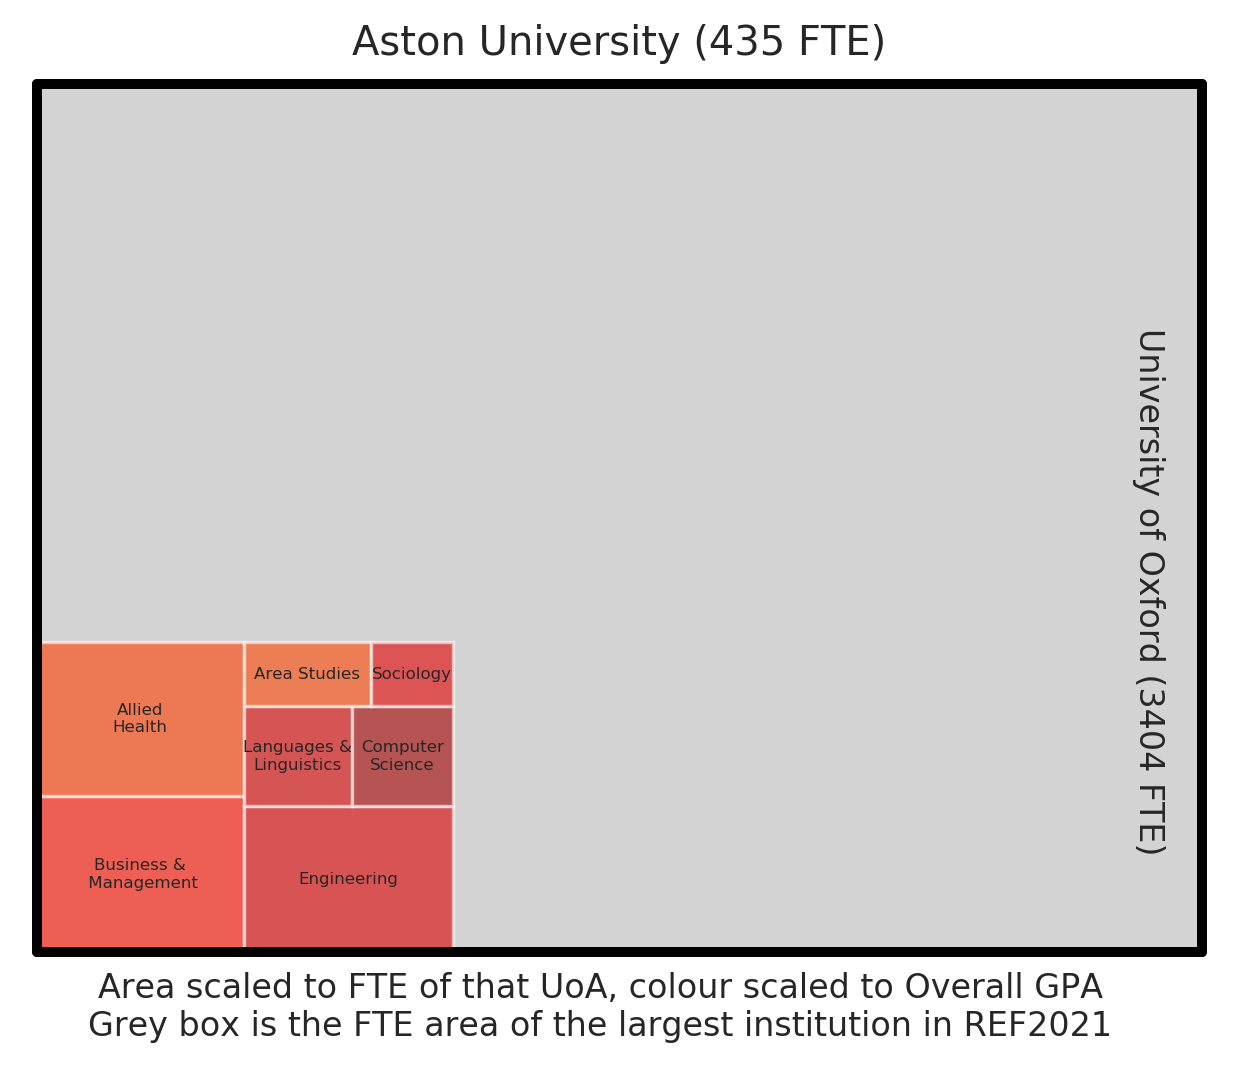 Aston University (435 FTE)
University of Oxford (3404 FTE)
Allied
Health
Area Studies
Sociology
Languages &
Linguistics
Computer
Science
Business &
Management
Engineering
Area scaled to FTE of that UoA, colour scaled to Overall GPA
Grey box is the FTE area of the largest institution in REF2021